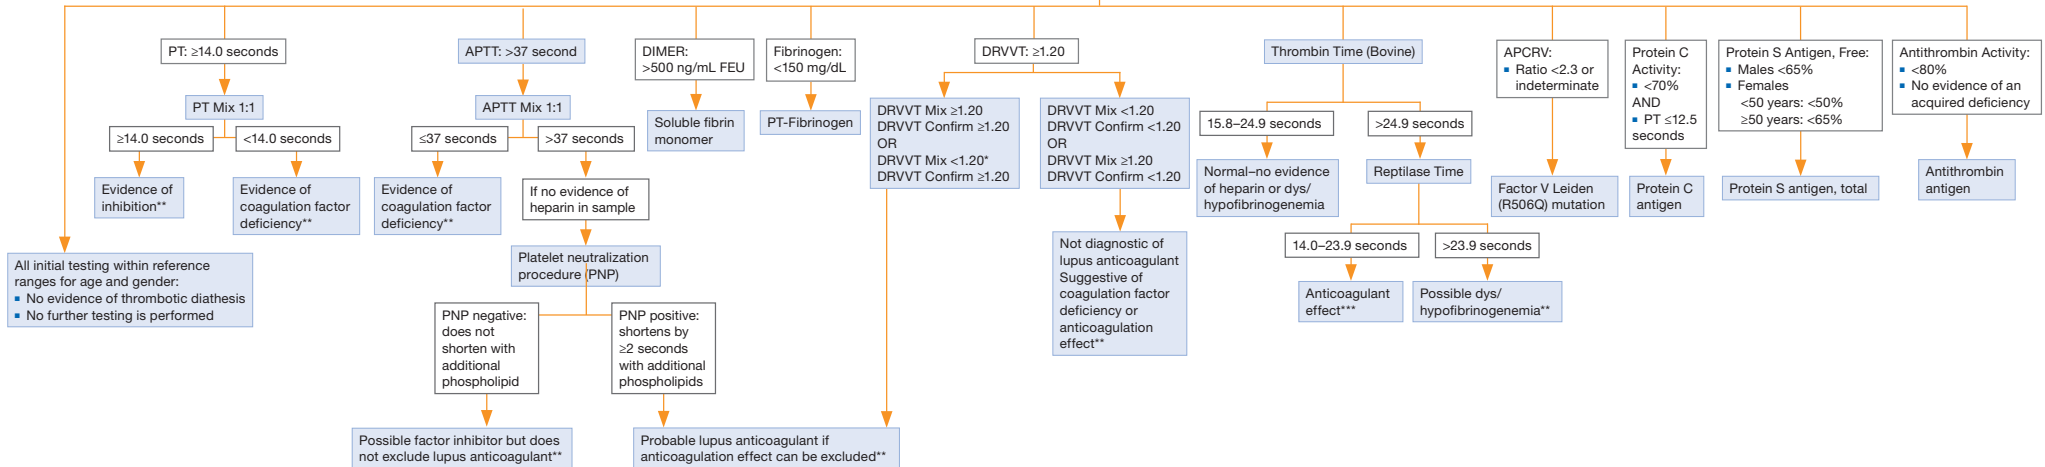 PT: ≥14.0 seconds
PT Mix 1:1
≥14.0 seconds
<14.0 seconds
Evidence of
inhibition**
Evidence of
coagulation factor
deficiency**
All initial testing within reference
ranges for age and gender:
▪ No evidence of thrombotic diathesis
▪ No further testing is performed
APTT: >37 second
APTT Mix 1:1
≤37 seconds
>37 seconds
Evidence of
coagulation factor
deficiency**
If no evidence of
heparin in sample
Platelet neutralization
procedure (PNP)
PNP negative:
does not
shorten with
additional
phospholipid
PNP positive:
shortens by
≥2 seconds
with additional
phospholipids
Possible factor inhibitor but does
not exclude lupus anticoagulant**
Probable lupus anticoagulant if
anticoagulation effect can be excluded**
DIMER:
>500 ng/mL FEU
Soluble fibrin
monomer
Fibrinogen:
<150 mg/dL
PT-Fibrinogen
DRVVT: ≥1.20
DRVVT Mix ≥1.20
DRVVT Confirm ≥1.20
OR
DRVVT Mix <1.20*
DRVVT Confirm ≥1.20
DRVVT Mix <1.20
DRVVT Confirm <1.20
OR
DRVVT Mix ≥1.20
DRVVT Confirm <1.20
Not diagnostic of
lupus anticoagulant
Suggestive of
coagulation factor
deficiency or
anticoagulation
effect**
Thrombin Time (Bovine)
15.8–24.9 seconds
>24.9 seconds
Normal–no evidence
of heparin or dys/
hypofibrinogenemia
Reptilase Time
14.0–23.9 seconds
>23.9 seconds
Anticoagulant
effect***
Possible dys/
hypofibrinogenemia**
APCRV:
▪ Ratio <2.3 or
indeterminate
Factor V Leiden
(R506Q) mutation
Protein C
Activity:
▪ <70%
AND
▪ PT ≤12.5
seconds
Protein C
antigen
Protein S Antigen, Free:
▪ Males <65%
▪ Females
<50 years: <50%
≥50 years: <65%
Protein S antigen, total
Antithrombin Activity:
▪ <80%
▪ No evidence of an
acquired deficiency
Antithrombin
antigen